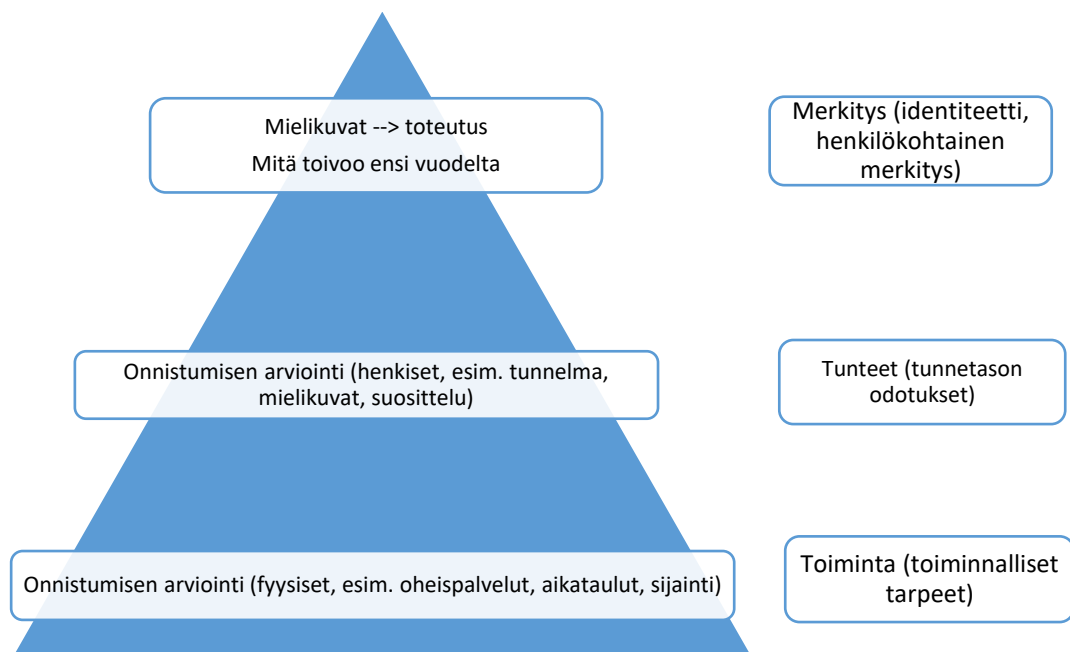 Mielikuvat --> toteutus
Mitä toivoo ensi vuodelta
Merkitys (identiteetti,
henkilökohtainen
merkitys)
Onnistumisen arviointi (henkiset, esim. tunnelma,
mielikuvat, suosittelu)
Tunteet (tunnetason
odotukset)
Onnistumisen arviointi (fyysiset, esim. oheispalvelut, aikataulut, sijainti)
Toiminta (toiminnalliset
tarpeet)